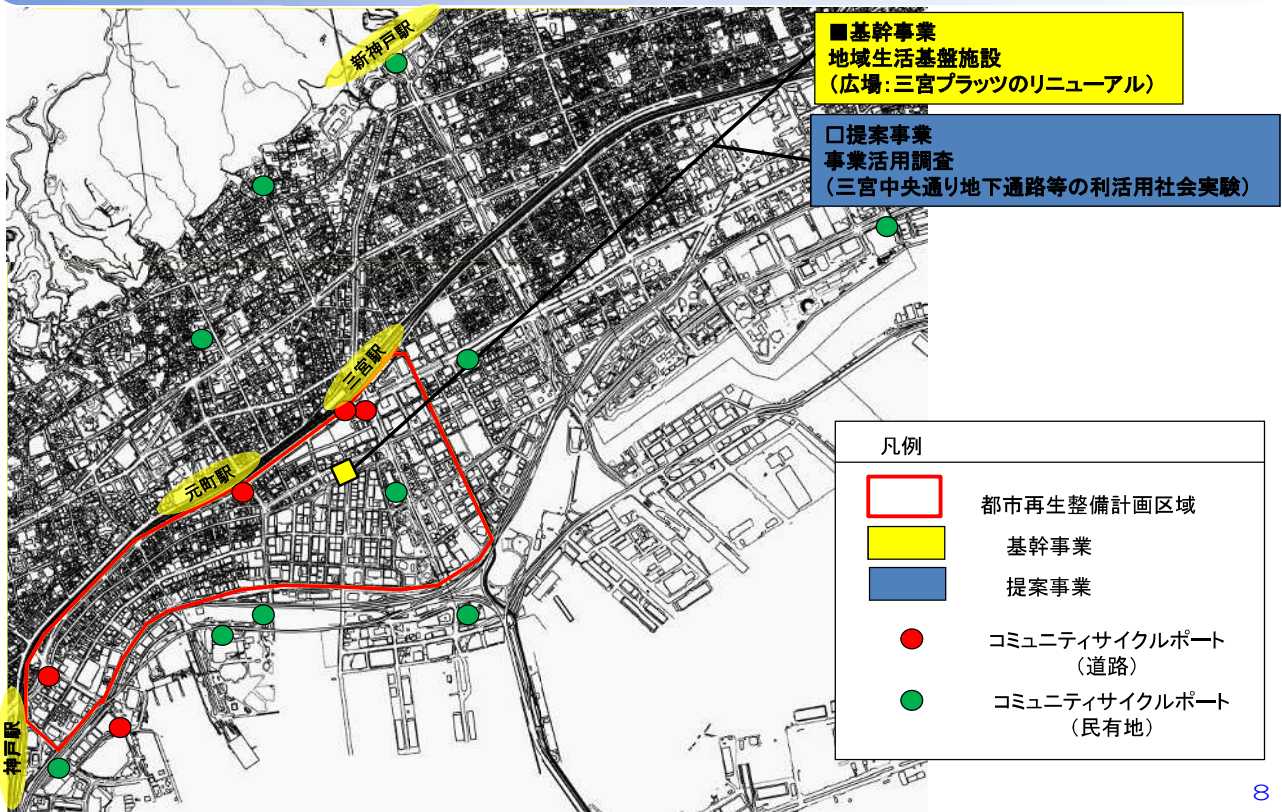 新神戸駅
■基幹事業
地域生活基盤施設
(広場:三宮プラッツのリニューアル)
□提案事業
事業活用調査
(三宮中央通り地下通路等の利活用社会実験)
三宮駅
元町駅
神戸駅
凡例
都市再生整備計画区域
基幹事業
提案事業
コミュニティサイクルポート
(道路)
コミュニティサイクルポート
(民有地)
8